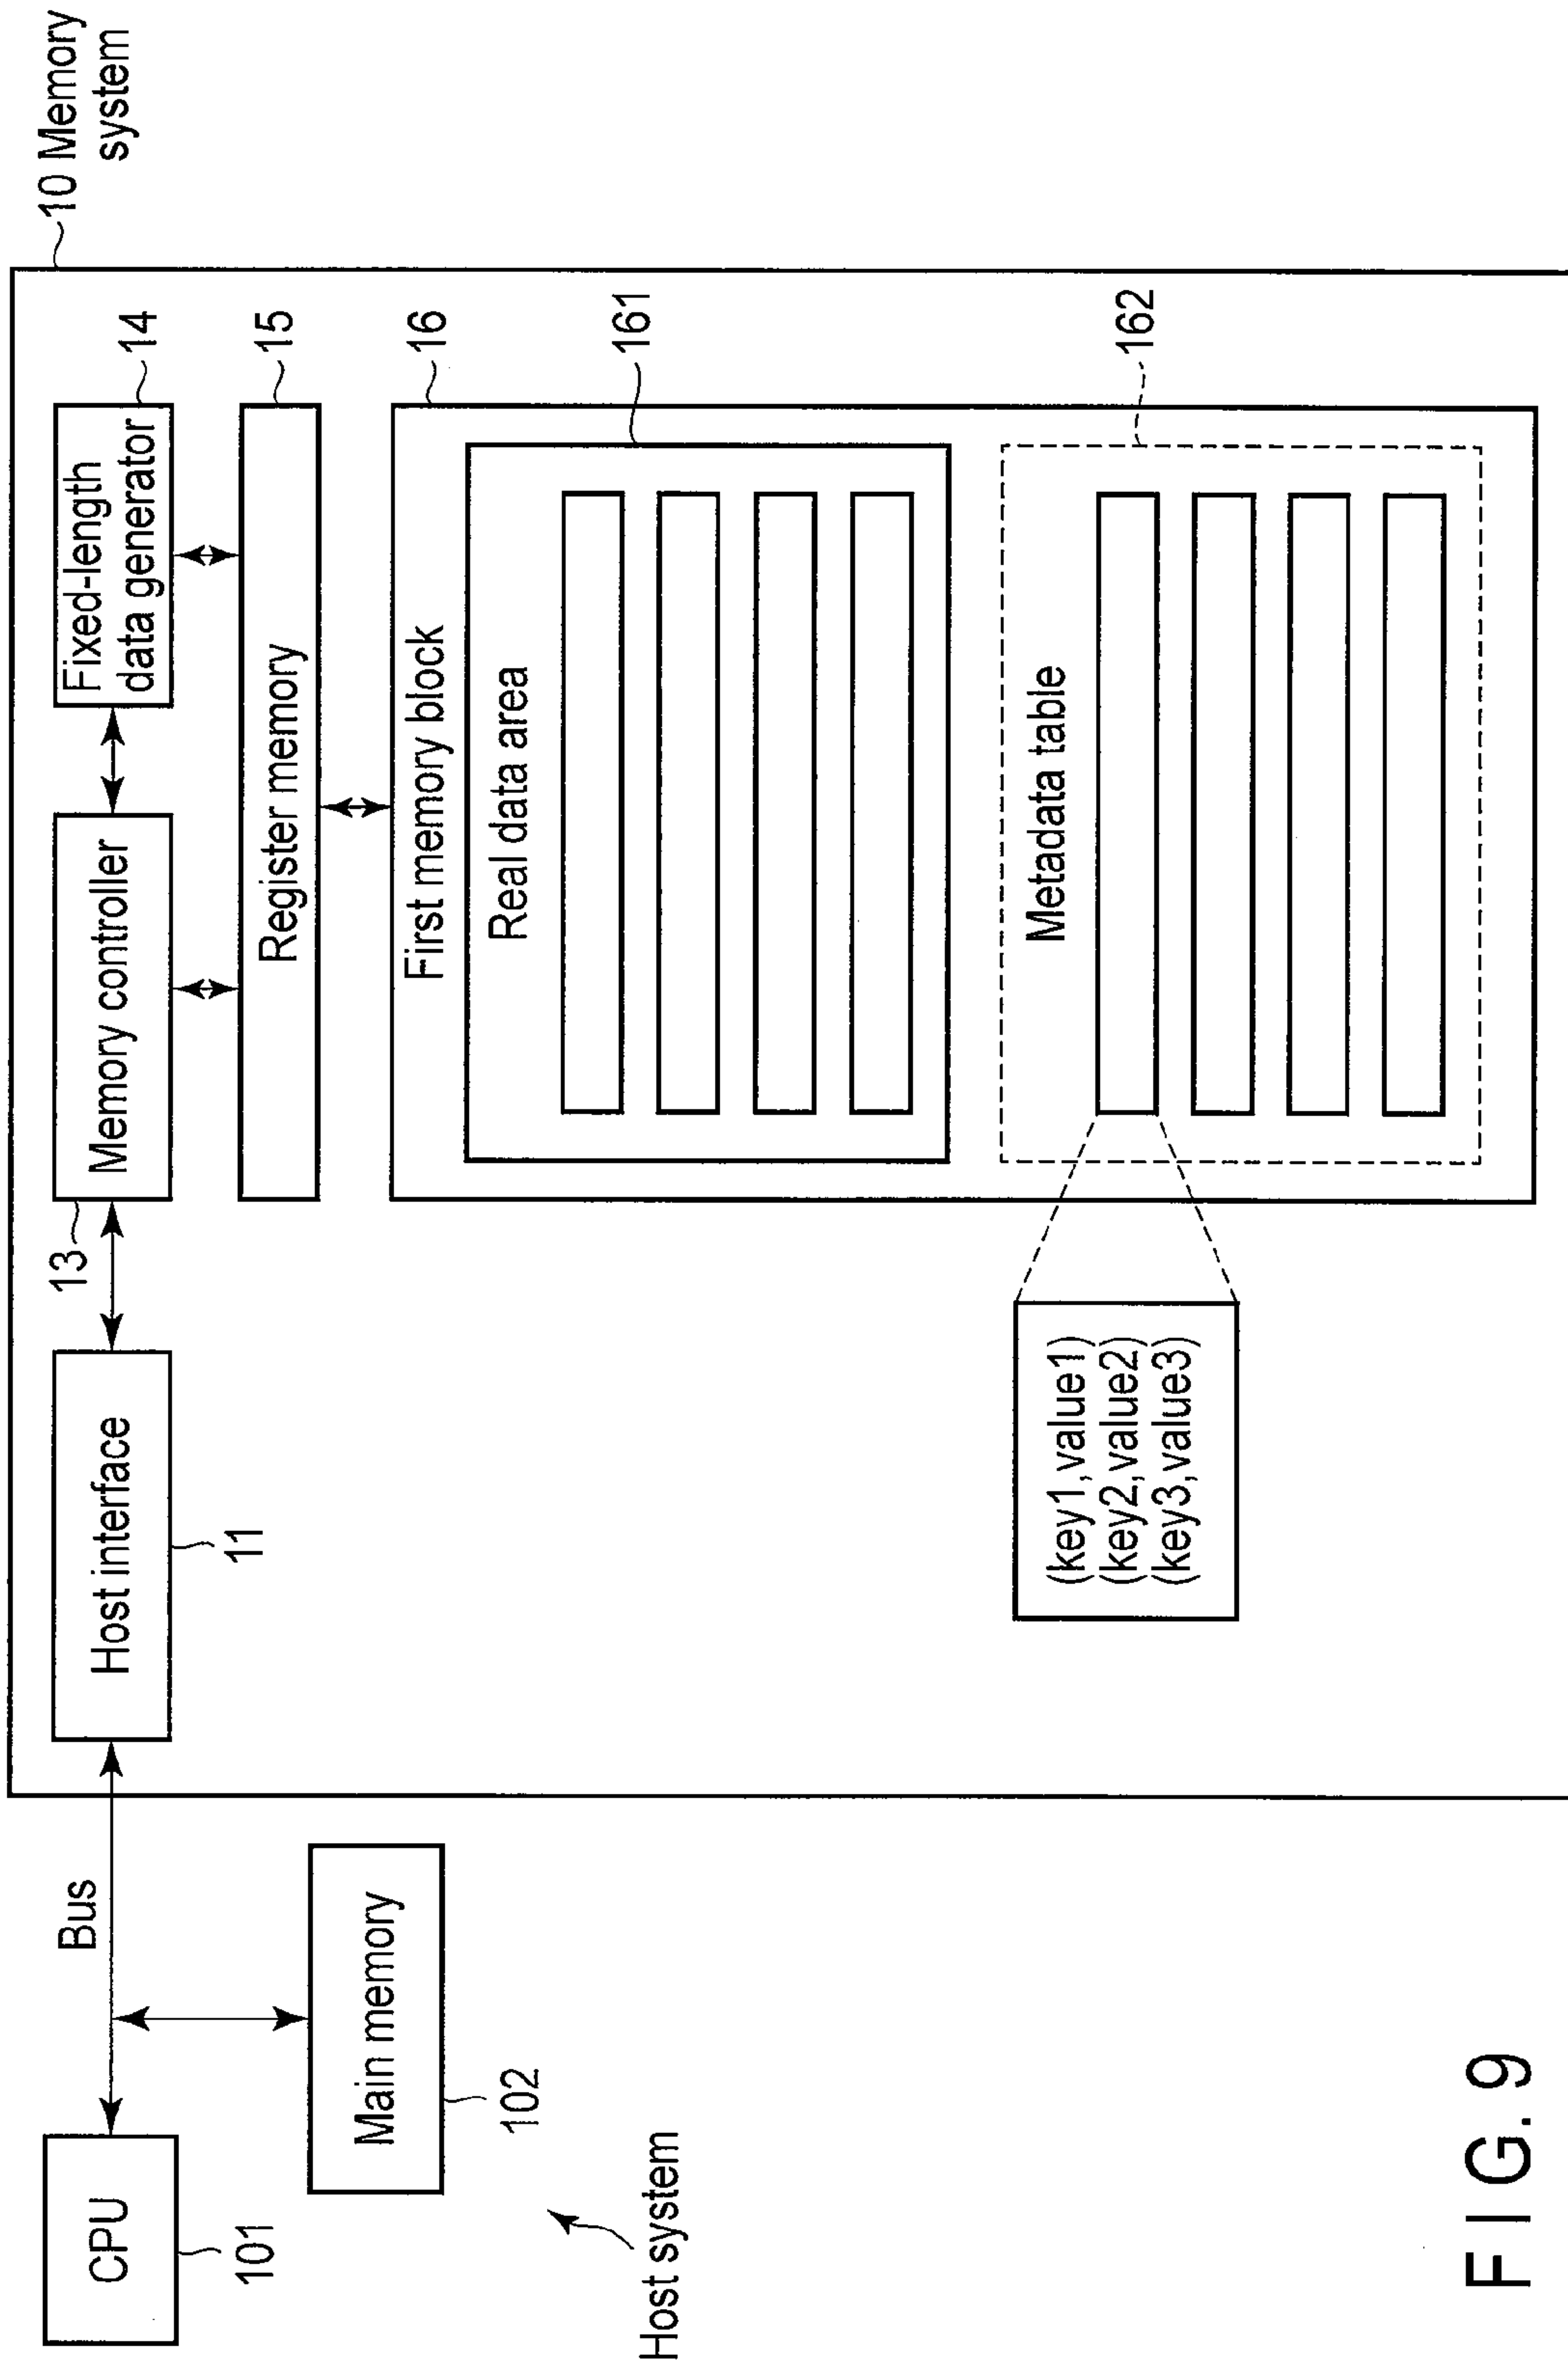 10 Memory
system
Fixed-length
data generator
14
Memory controller
13
Host interface
11
Bus
CPU
101
Main memory
102
Host system
Register memory
15
First memory block
16
Real data area
161
Metadata table
162
(key1,value1)
(key2,value2)
(key3,value3)
FIG. 9